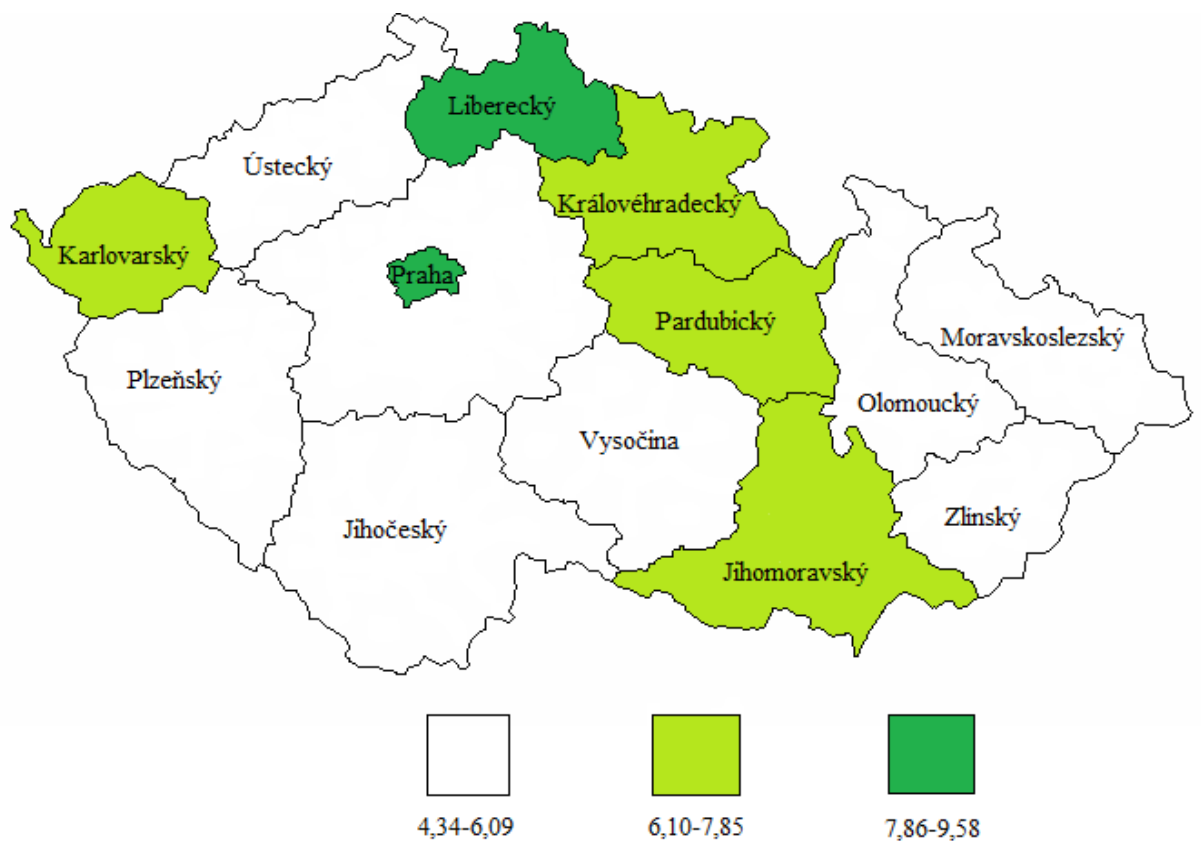 Liberecký
Ústecký
Královéhradecký
Karlovarský
Praha
Pardubický
Moravskoslezský
Plzeňský
Olomoucký
Vysočina
Zlinský
Jihočeský
Jihomoravský
4,34-6,09
6,10-7,85
7,86-9,58